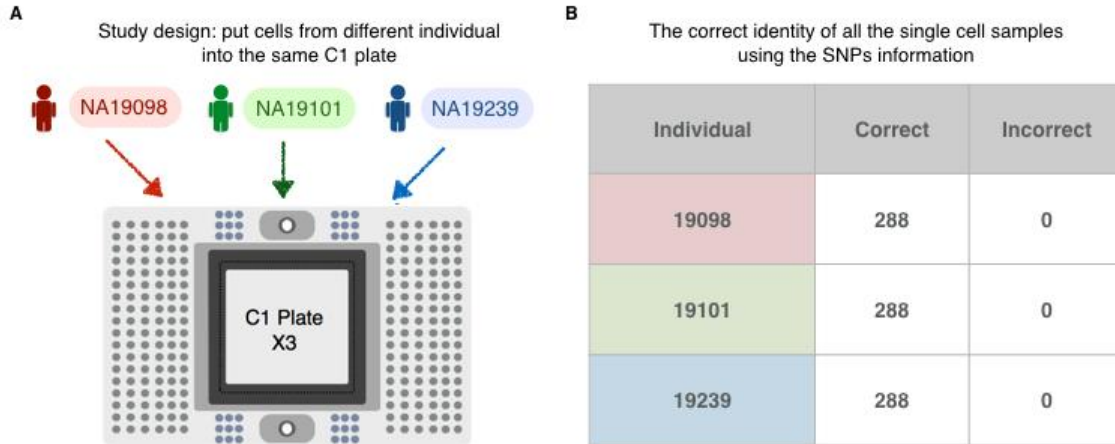 A
Study design: put cells from different individual
into the same C1 plate
NA19098
NA19101
NA19239
C1 Plate
X3
B
The correct identity of all the single cell samples
using the SNPs information
Individual Correct Incorrect
19098 288 0
19101 288 0
19239 288 0